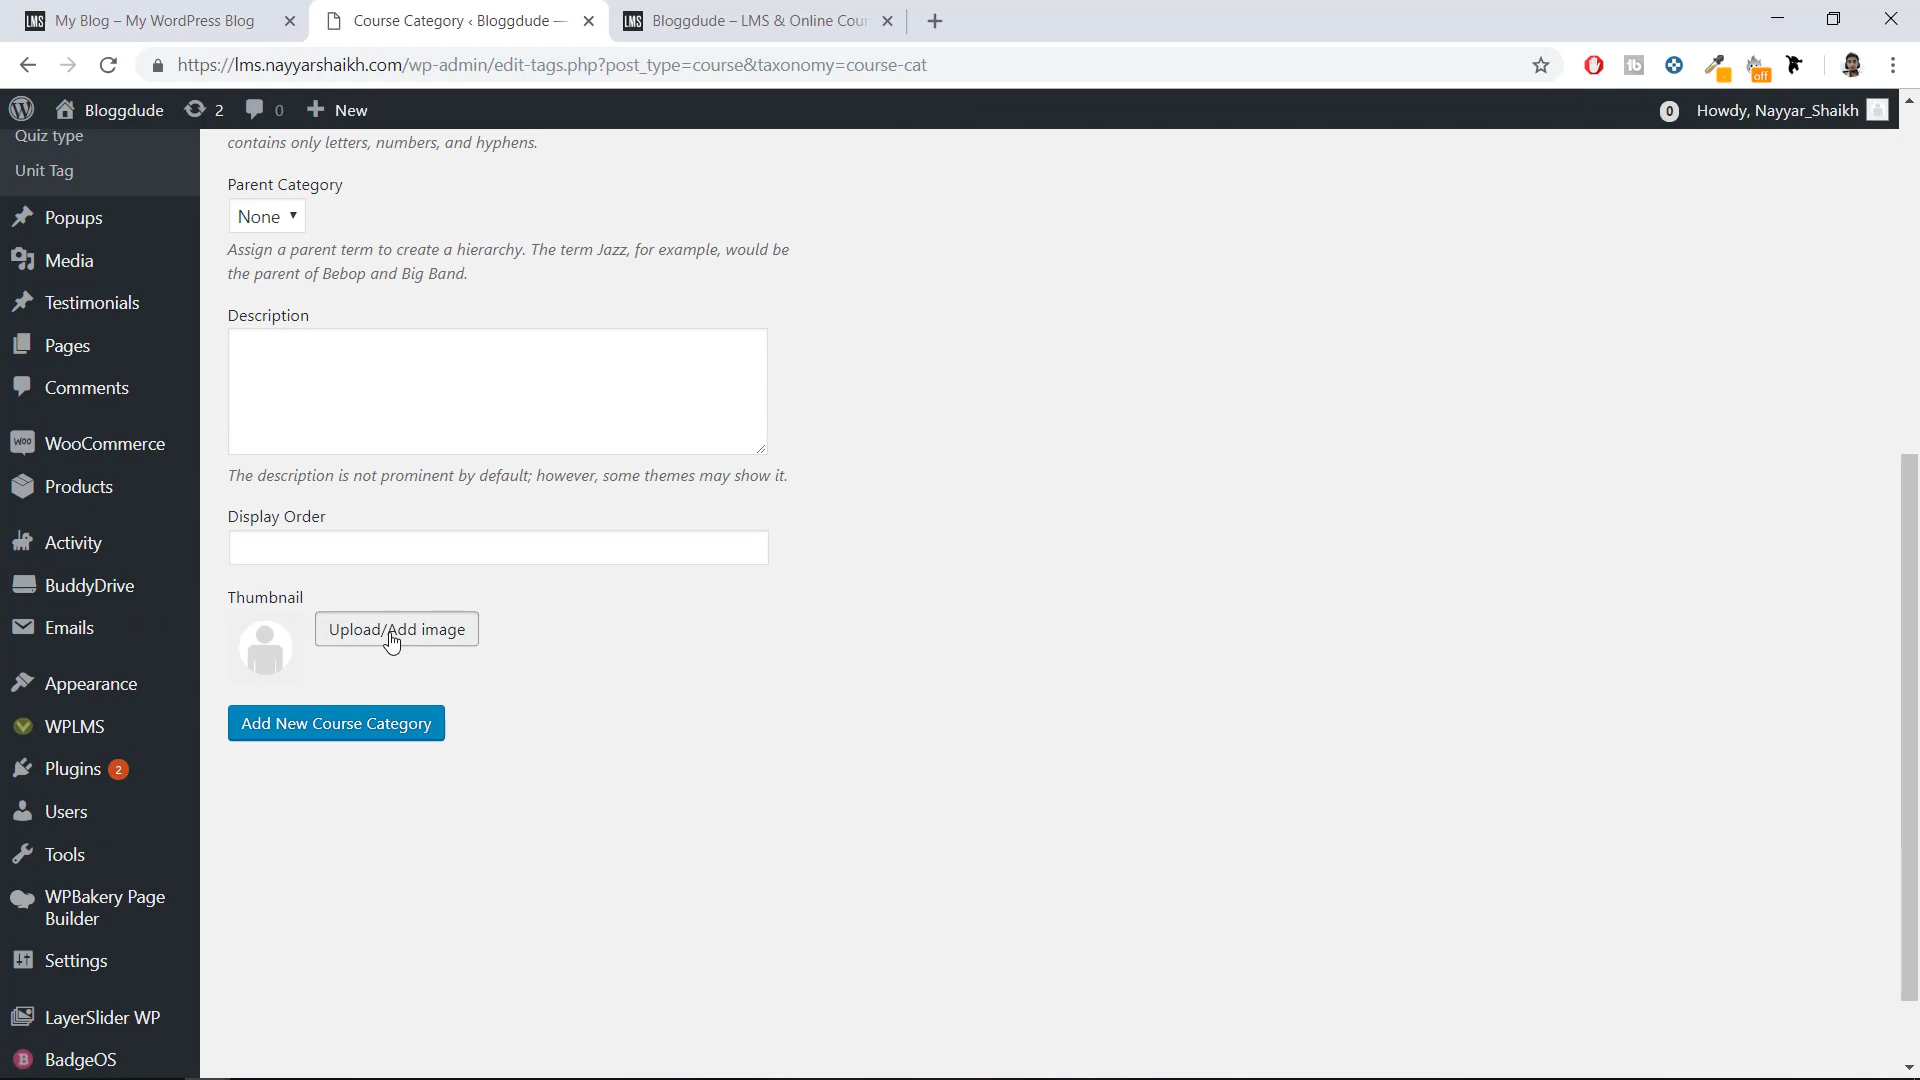 LMS My Blog – My WordPress Blog
Course Category ‹ Bloggdude —
LMS Bloggdude – LMS & Online Cour
https://lms.nayyarshaikh.com/wp-admin/edit-tags.php?post_type=course&taxonomy=course-cat
tb
off
Bloggdude 2 0 + New
0 Howdy, Nayyar_Shaikh
Quiz type
Unit Tag
Popups
Media
Testimonials
Pages
Comments
Woo WooCommerce
Products
Activity
BuddyDrive
Emails
Appearance
WPLMS
Plugins 2
Users
Tools
WPBakery Page
Builder
Settings
LayerSlider WP
B BadgeOS
contains only letters, numbers, and hyphens.
Parent Category
None
Assign a parent term to create a hierarchy. The term Jazz, for example, would be
the parent of Bebop and Big Band.
Description
The description is not prominent by default; however, some themes may show it.
Display Order
Thumbnail
Upload/Add image
Add New Course Category